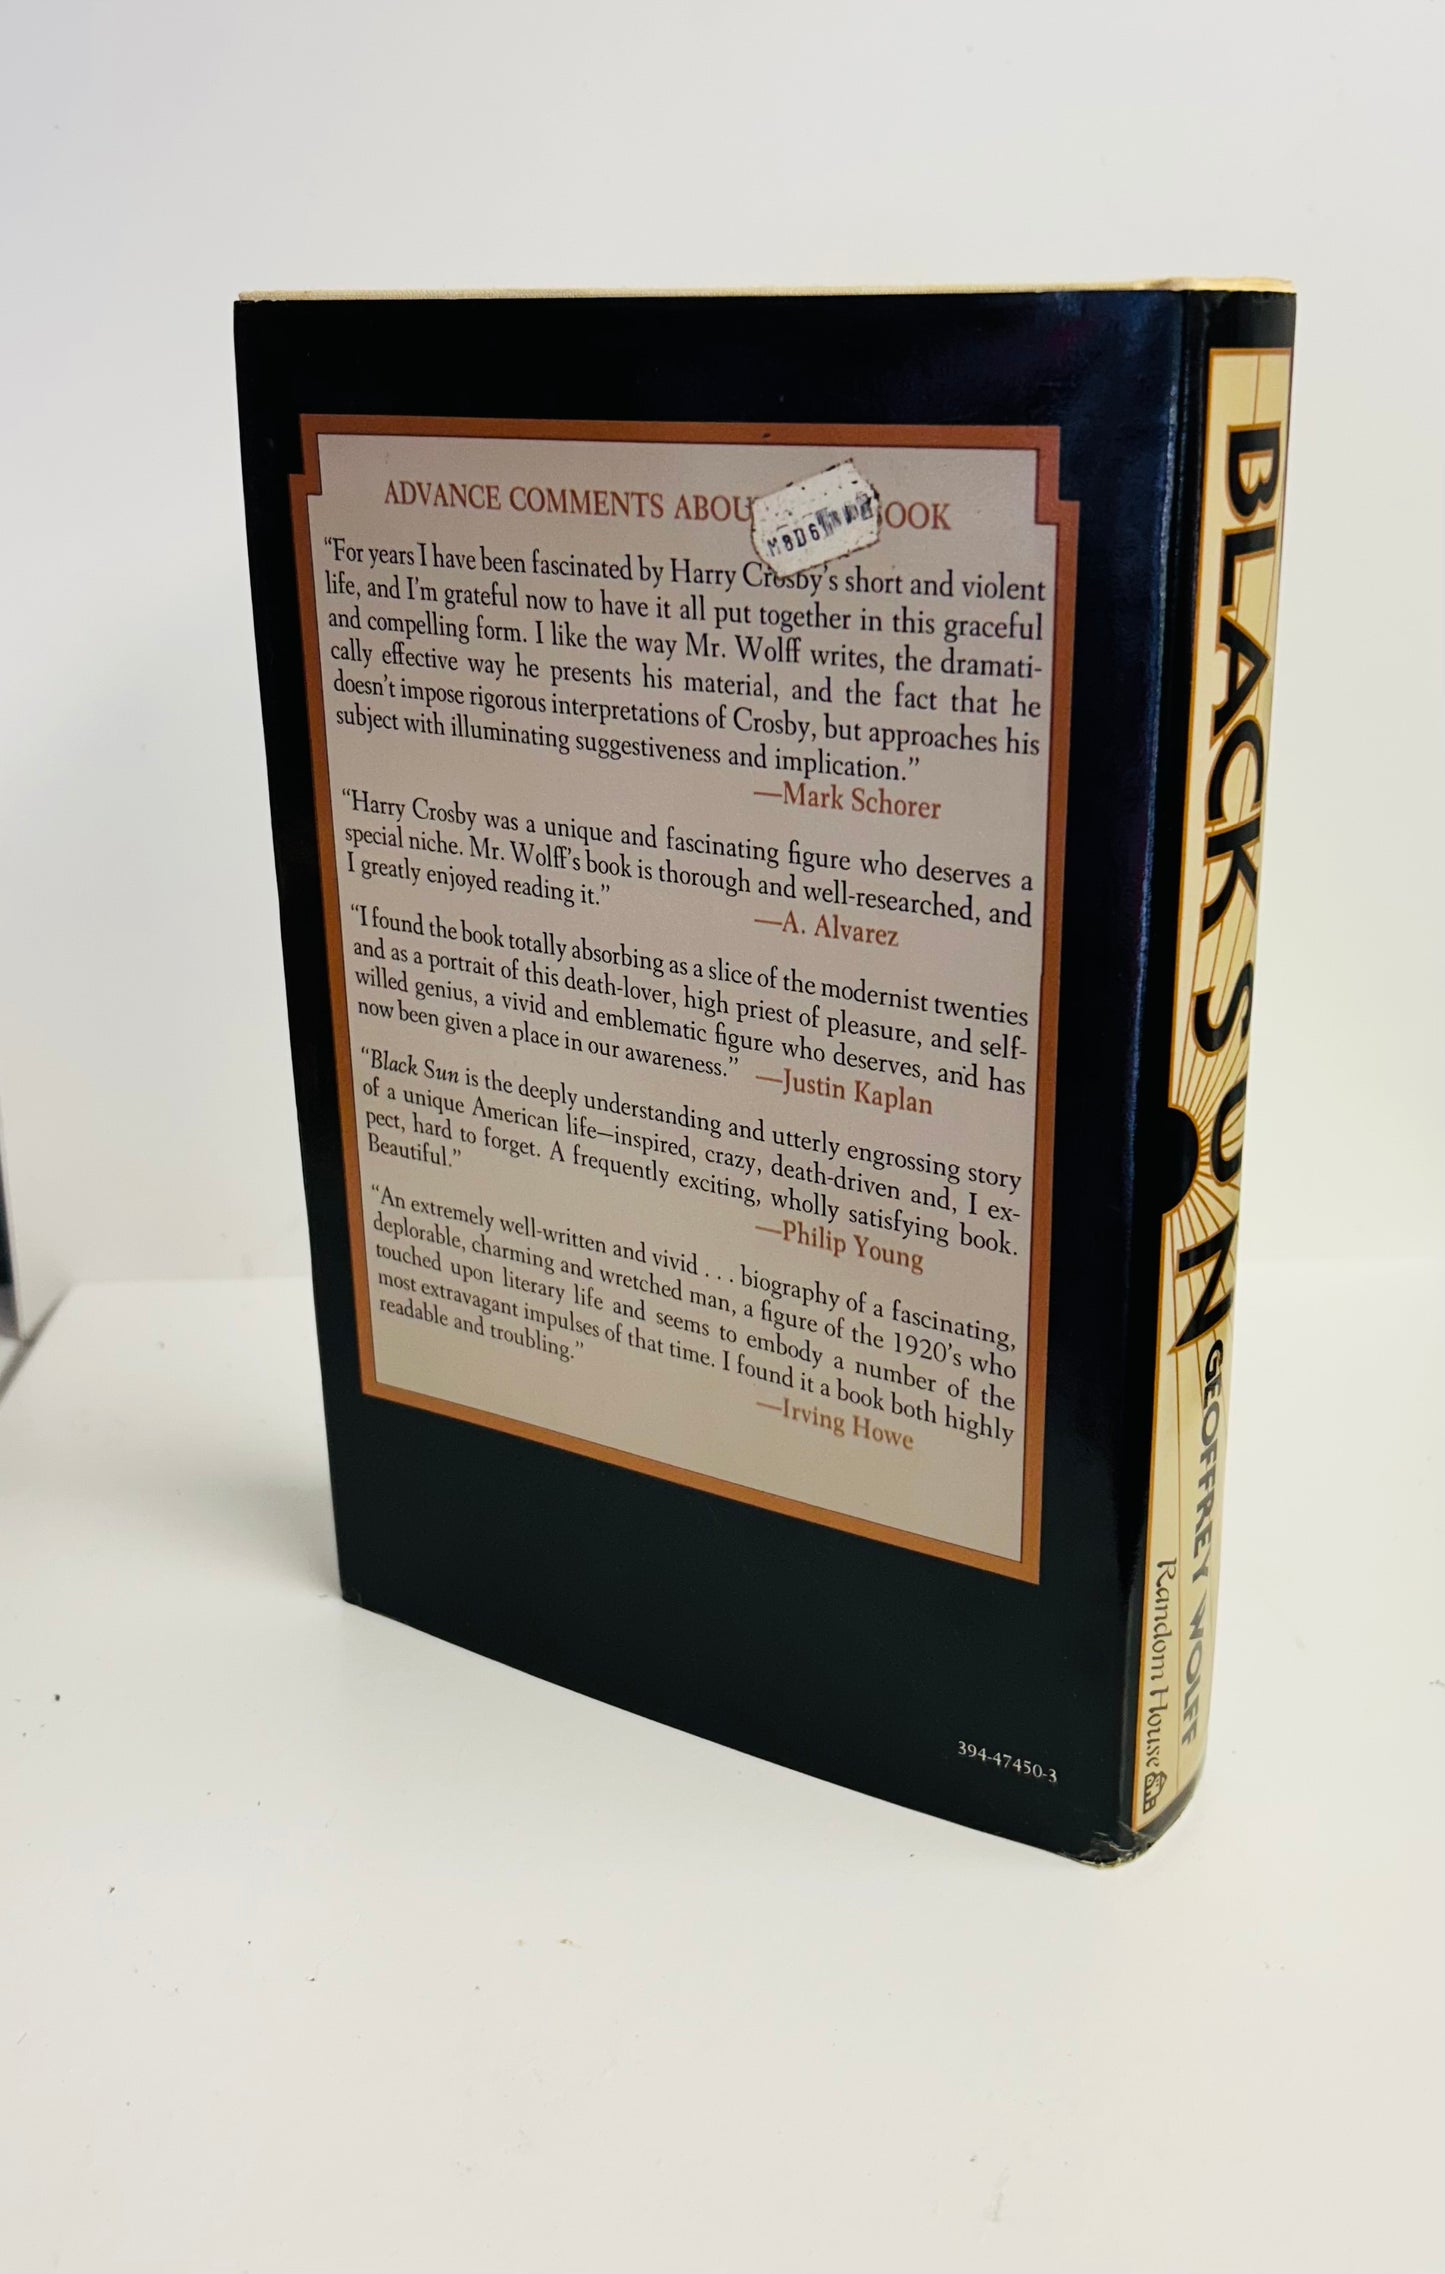 ADVANCE COMMENTS ABOU OOK
M8D6
“For years I have been fascinated by Harry Crosby’s short and violent
life, and I’m grateful now to have it all put together in this graceful
and compelling form. I like the way Mr. Wolff writes, the dramati-
cally effective way he presents his material, and the fact that he
doesn’t impose rigorous interpretations of Crosby, but approaches his
subject with illuminating suggestiveness and implication.”
—Mark Schorer
“Harry Crosby was a unique and fascinating figure who deserves a
special niche. Mr. Wolff’s book is thorough and well-researched, and
I greatly enjoyed reading it.”
—A. Alvarez
“I found the book totally absorbing as a slice of the modernist twenties
and as a portrait of this death-lover, high priest of pleasure, and self-
willed genius, a vivid and emblematic figure who deserves, and has
now been given a place in our awareness.”
—Justin Kaplan
“Black Sun is the deeply understanding and utterly engrossing story
of a unique American life—inspired, crazy, death-driven and, I ex-
pect, hard to forget. A frequently exciting, wholly satisfying book.
Beautiful.”
—Philip Young
“An extremely well-written and vivid . . . biography of a fascinating,
deplorable, charming and wretched man, a figure of the 1920’s who
touched upon literary life and seems to embody a number of the
most extravagant impulses of that time. I found it a book both highly
readable and troubling.”
—Irving Howe
394-47450-3
BLACK SUN
GEOFFREY WOLFF
Random House